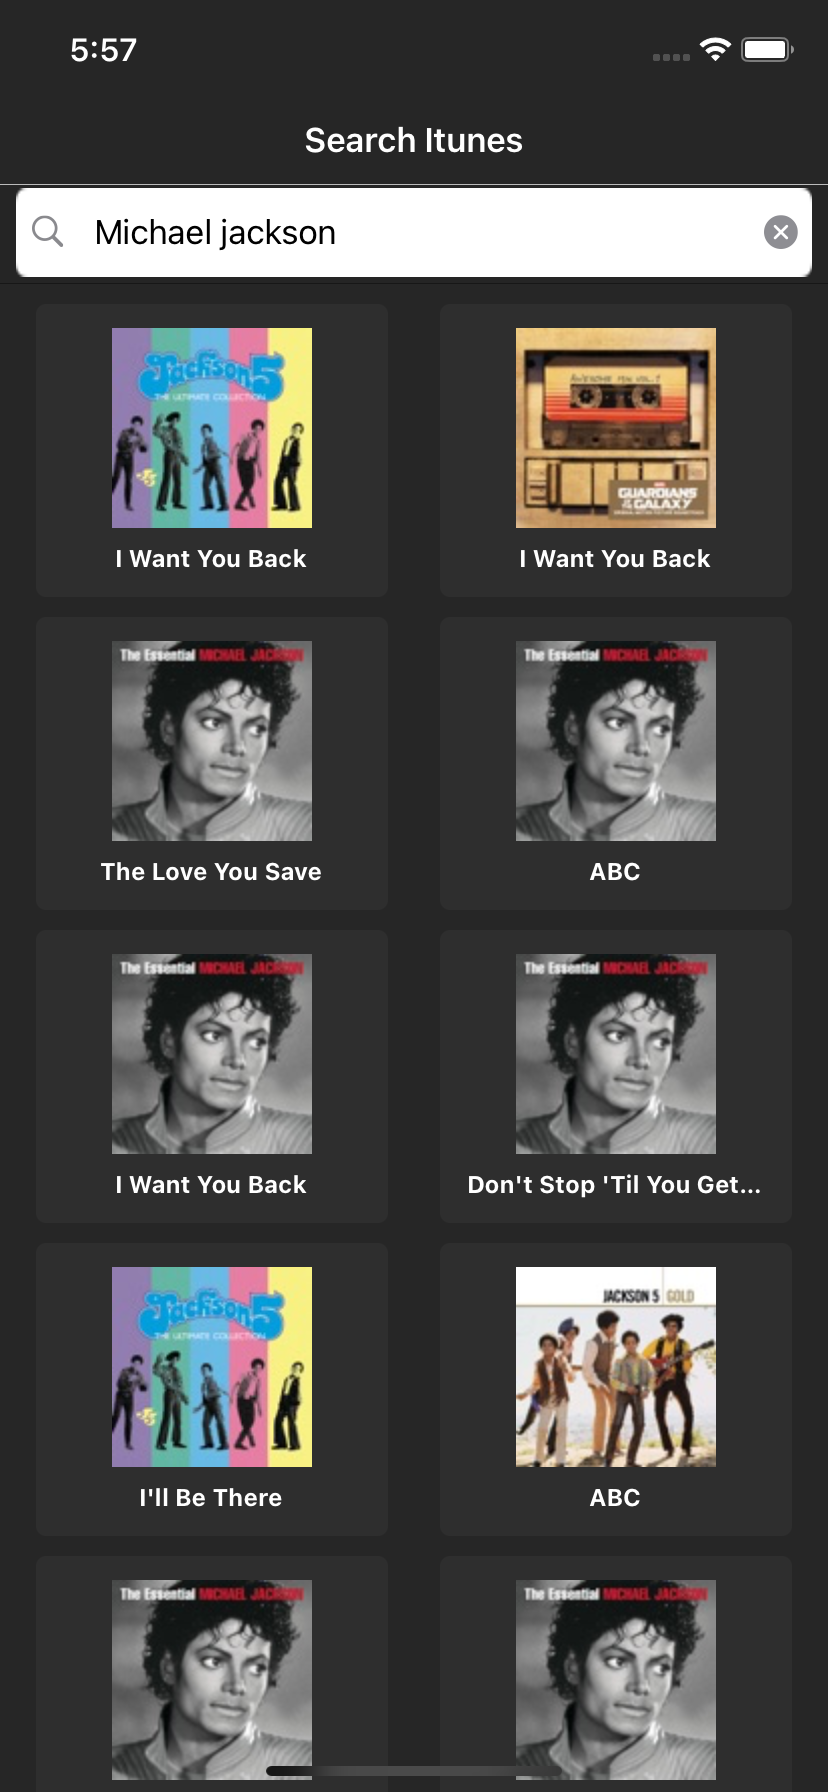 5:57
Search Itunes
Michael jackson
Jackson 5
THE ULTIMATE COLLECTION
AWESOME MIX VOL. 1
GUARDIANS
OF THE
GALAXY
I Want You Back
I Want You Back
The Essential MICHAEL JACKSON
The Essential MICHAEL JACKSON
The Love You Save
ABC
The Essential MICHAEL JACKSON
The Essential MICHAEL JACKSON
I Want You Back
Don't Stop 'Til You Get...
Jackson 5
THE ULTIMATE COLLECTION
JACKSON 5 GOLD
I'll Be There
ABC
The Essential MICHAEL JACKSON
The Essential MICHAEL JACKSON